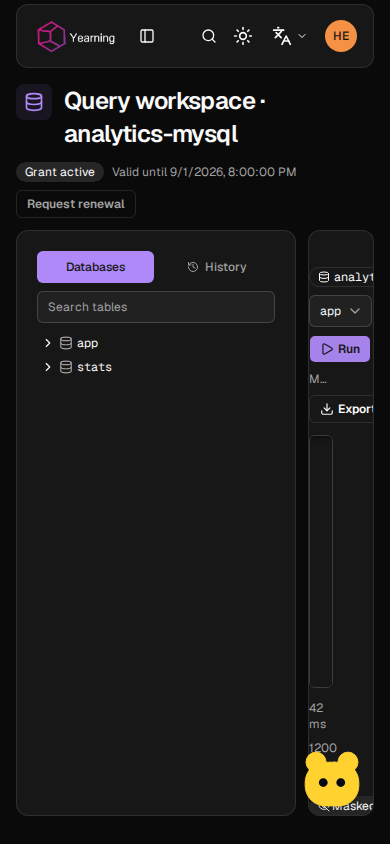 Yearning
HE
Query workspace ·
analytics-mysql
Grant active
Valid until 9/1/2026, 8:00:00 PM
Request renewal
Databases
History
Search tables
app
stats
analyt
app
Run
M…
Export
42
ms
1200
Masked